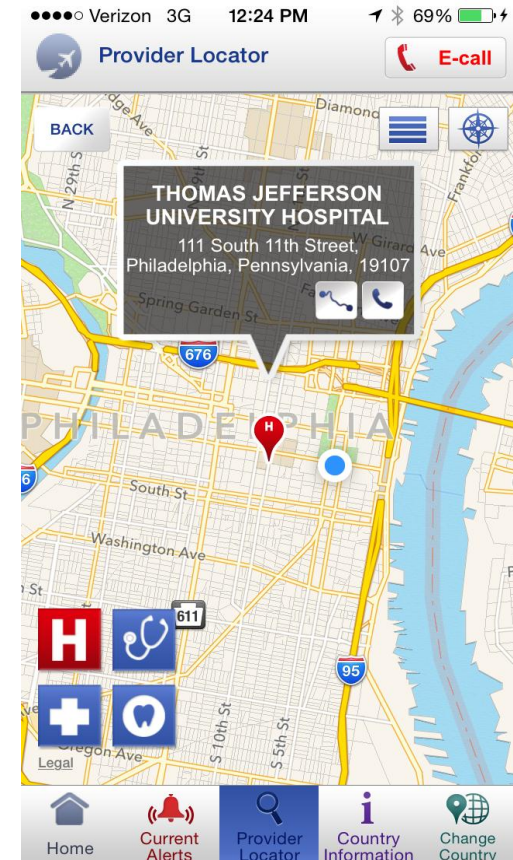 Verizon 3G 12:24 PM 69%
Provider Locator
E-call
BACK
Diamond
N 29th S
THOMAS JEFFERSON
UNIVERSITY HOSPITAL
111 South 11th Street,
Philadelphia, Pennsylvania, 19107
W Girard Ave
Spring Garden St
676
PHILADELPHIA
H
South St
Washington Ave
611
H
95
S 10th St
S 5th St
Oregon Ave
Legal
Home
Current
Alerts
Provider
Locator
Country
Information
Change
Country